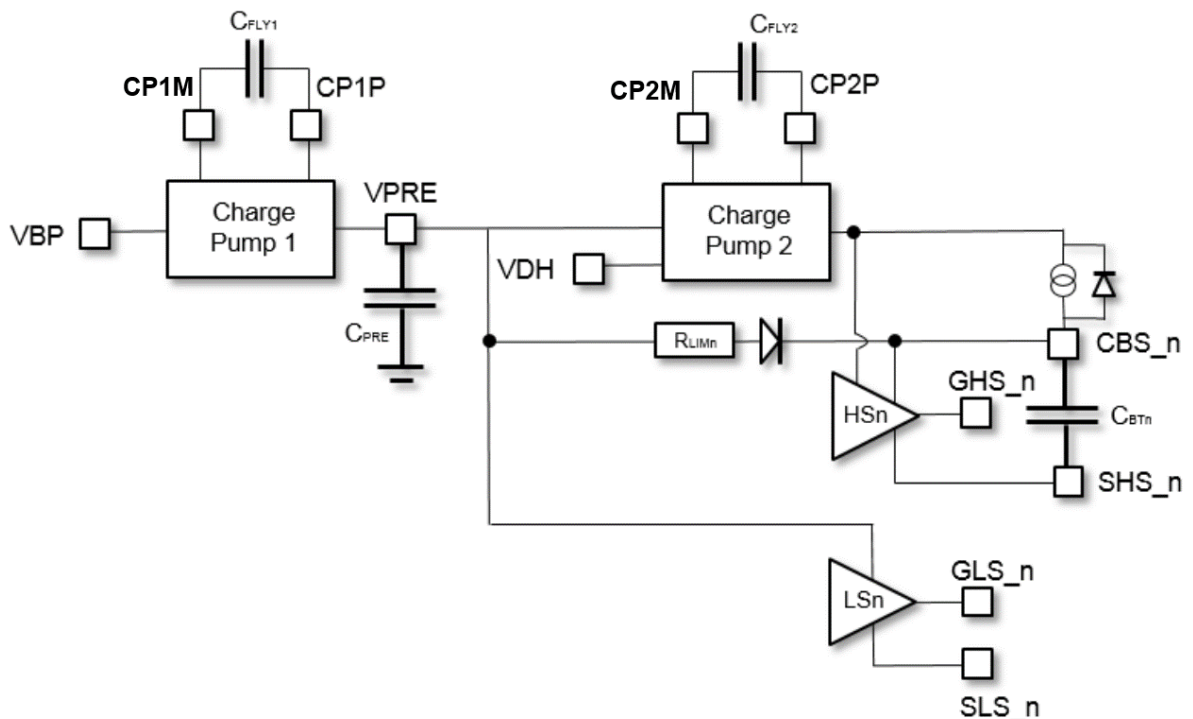 CFLY1
CP1M
CP1P
CFLY2
CP2M
CP2P
VBP
Charge
Pump 1
VPRE
CPRE
VDH
Charge
Pump 2
RLIMn
CBS_n
HSn
GHS_n
CBTn
SHS_n
LSn
GLS_n
SLS_n